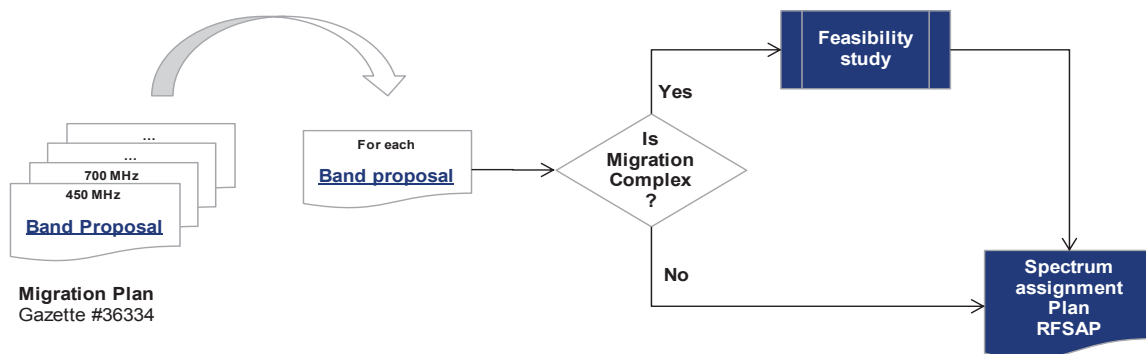 ...
...
700 MHz
450 MHz
Band Proposal
Migration Plan
Gazette #36334
For each
Band proposal
Is
Migration
Complex
?
Yes
No
Feasibility
study
Spectrum
assignment
Plan
RFSAP